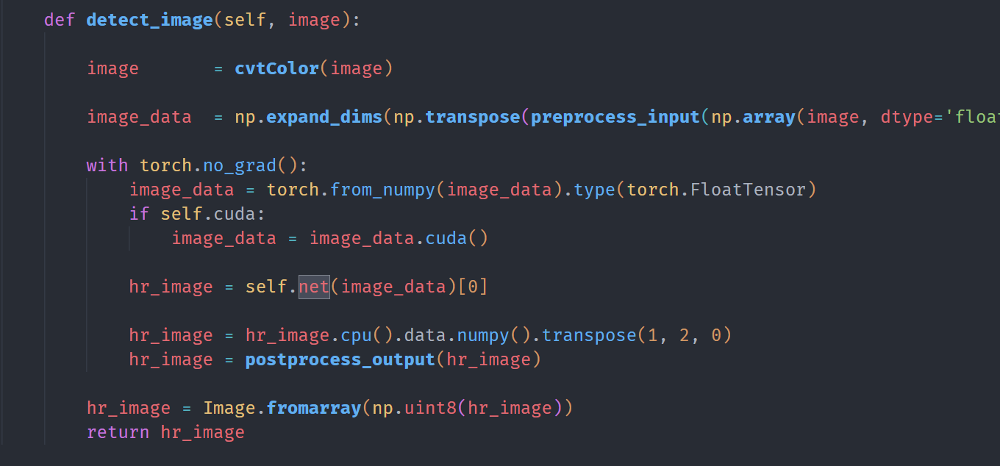 def detect_image(self, image):
image = cvtColor(image)
image_data = np.expand_dims(np.transpose(preprocess_input(np.array(image, dtype='float
with torch.no_grad():
image_data = torch.from_numpy(image_data).type(torch.FloatTensor)
if self.cuda:
image_data = image_data.cuda()
hr_image = self.net(image_data)[0]
hr_image = hr_image.cpu().data.numpy().transpose(1, 2, 0)
hr_image = postprocess_output(hr_image)
hr_image = Image.fromarray(np.uint8(hr_image))
return hr_image